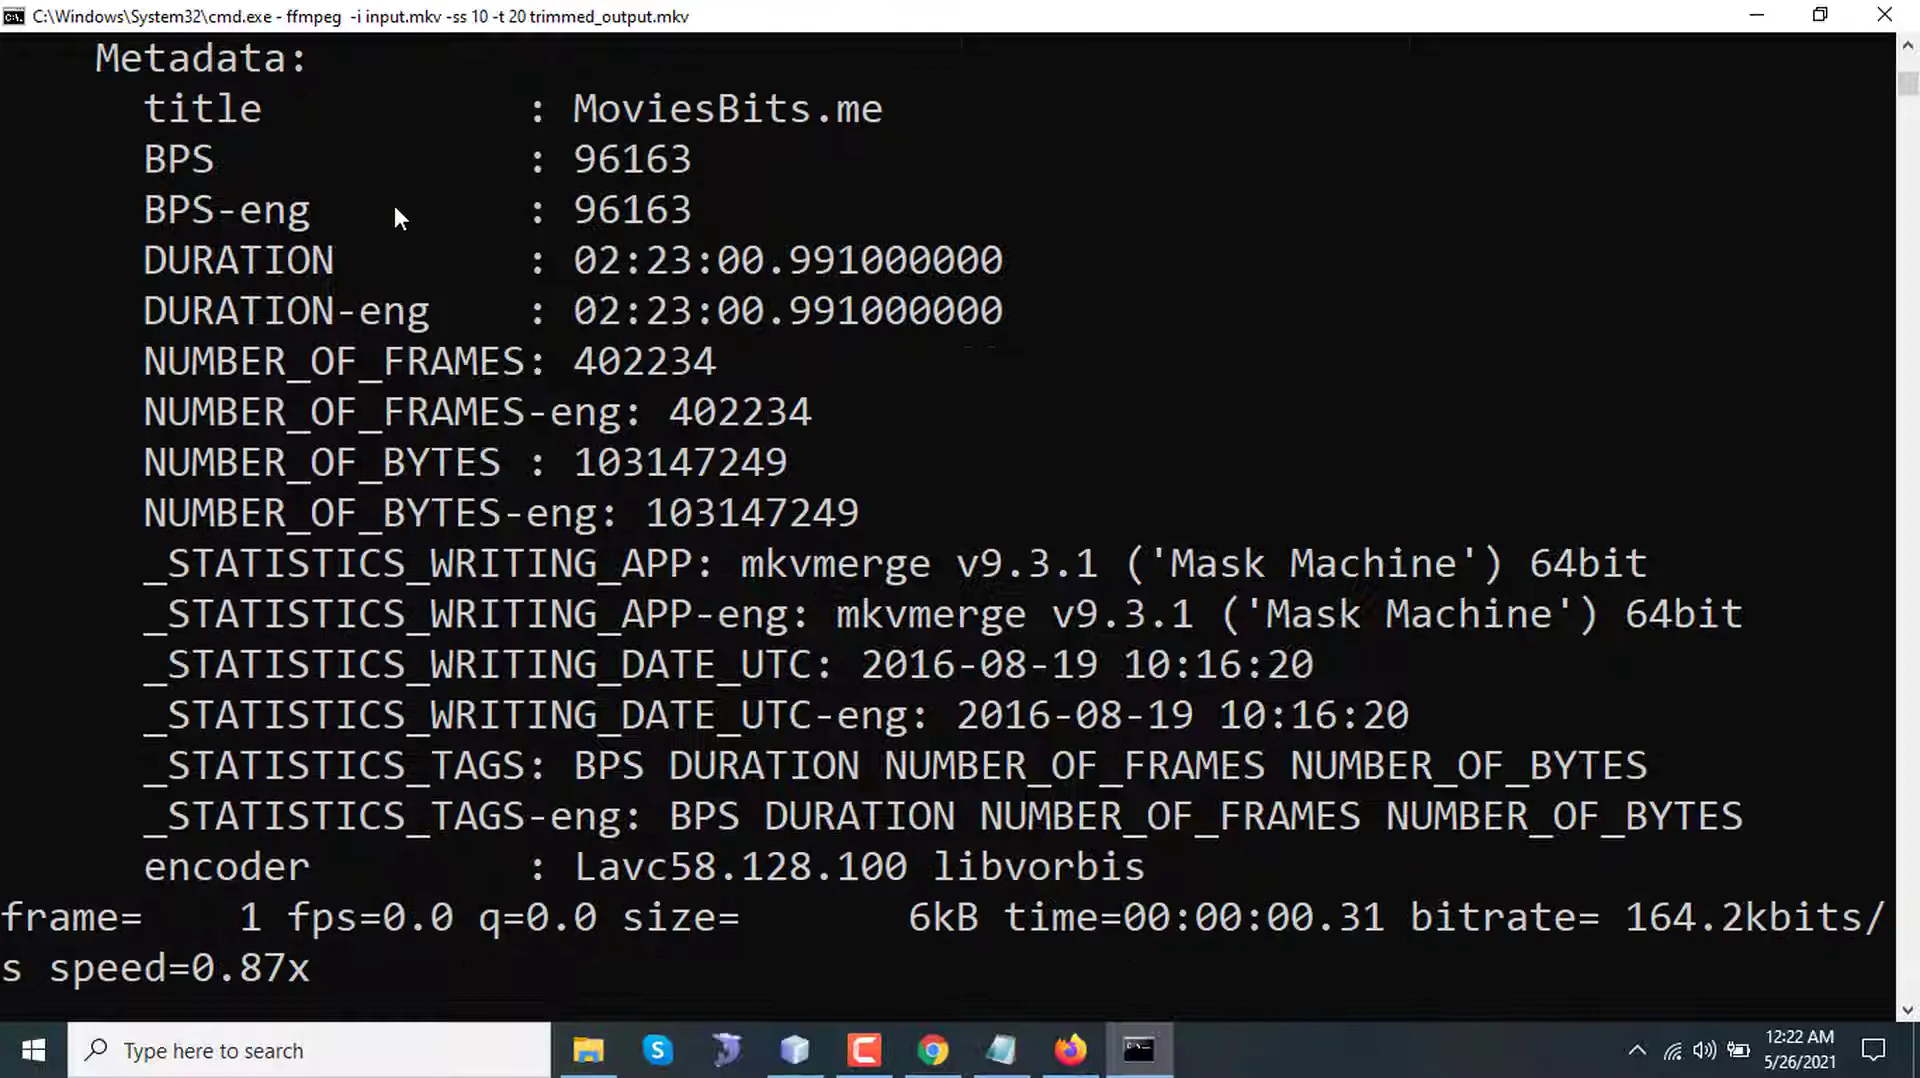 C:\Windows\System32\cmd.exe - ffmpeg -i input.mkv -ss 10 -t 20 trimmed_output.mkv
Metadata:
title : MoviesBits.me
BPS : 96163
BPS-eng : 96163
DURATION : 02:23:00.991000000
DURATION-eng : 02:23:00.991000000
NUMBER_OF_FRAMES: 402234
NUMBER_OF_FRAMES-eng: 402234
NUMBER_OF_BYTES : 103147249
NUMBER_OF_BYTES-eng: 103147249
_STATISTICS_WRITING_APP: mkvmerge v9.3.1 ('Mask Machine') 64bit
_STATISTICS_WRITING_APP-eng: mkvmerge v9.3.1 ('Mask Machine') 64bit
_STATISTICS_WRITING_DATE_UTC: 2016-08-19 10:16:20
_STATISTICS_WRITING_DATE_UTC-eng: 2016-08-19 10:16:20
_STATISTICS_TAGS: BPS DURATION NUMBER_OF_FRAMES NUMBER_OF_BYTES
_STATISTICS_TAGS-eng: BPS DURATION NUMBER_OF_FRAMES NUMBER_OF_BYTES
encoder : Lavc58.128.100 libvorbis
frame= 1 fps=0.0 q=0.0 size= 6kB time=00:00:00.31 bitrate= 164.2kbits/
s speed=0.87x
Type here to search
12:22 AM
5/26/2021